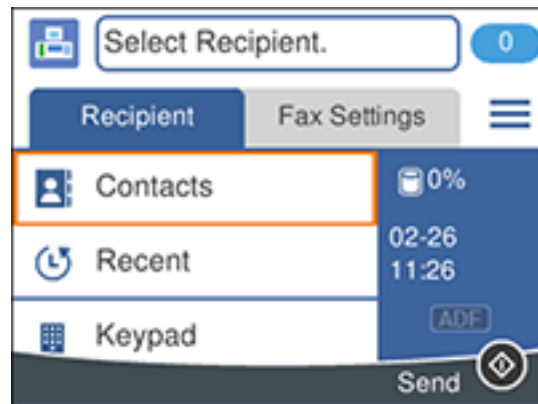 Select Recipient.
0
Recipient
Fax Settings
Contacts
0%
Recent
02-26
11:26
Keypad
ADF
Send